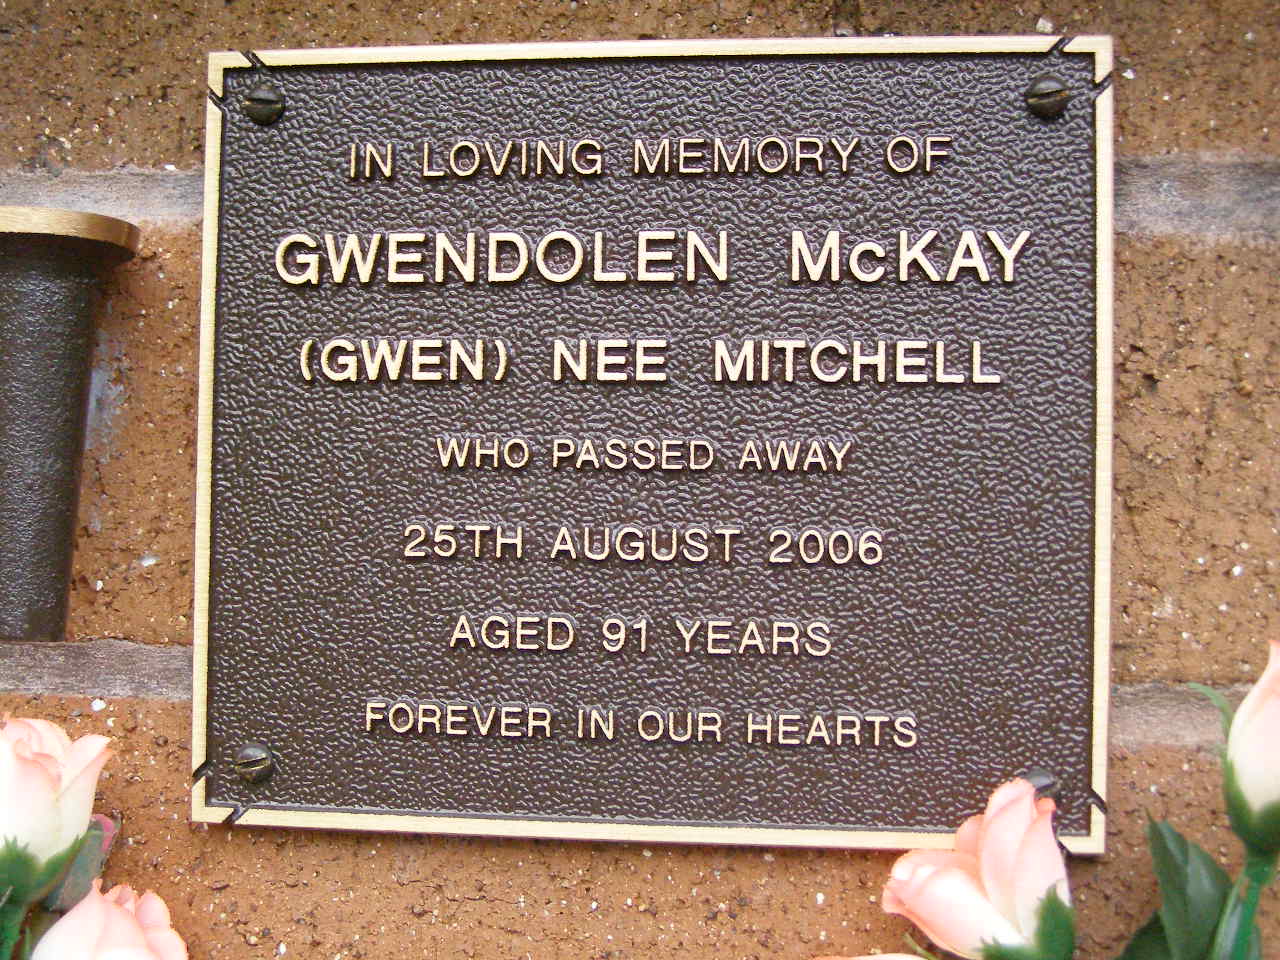 IN LOVING MEMORY OF
GWENDOLEN McKAY
(GWEN) NEE MITCHELL
WHO PASSED AWAY
25TH AUGUST 2006
AGED 91 YEARS
FOREVER IN OUR HEARTS